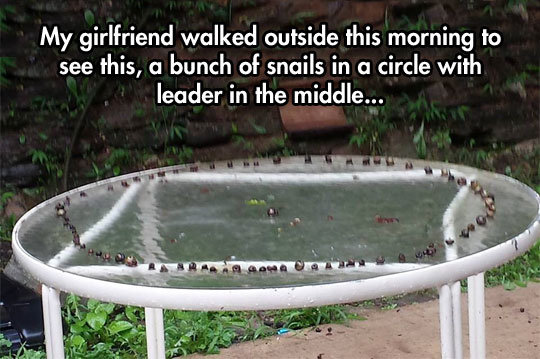 My girlfriend walked outside this morning to
see this, a bunch of snails in a circle with
leader in the middle...